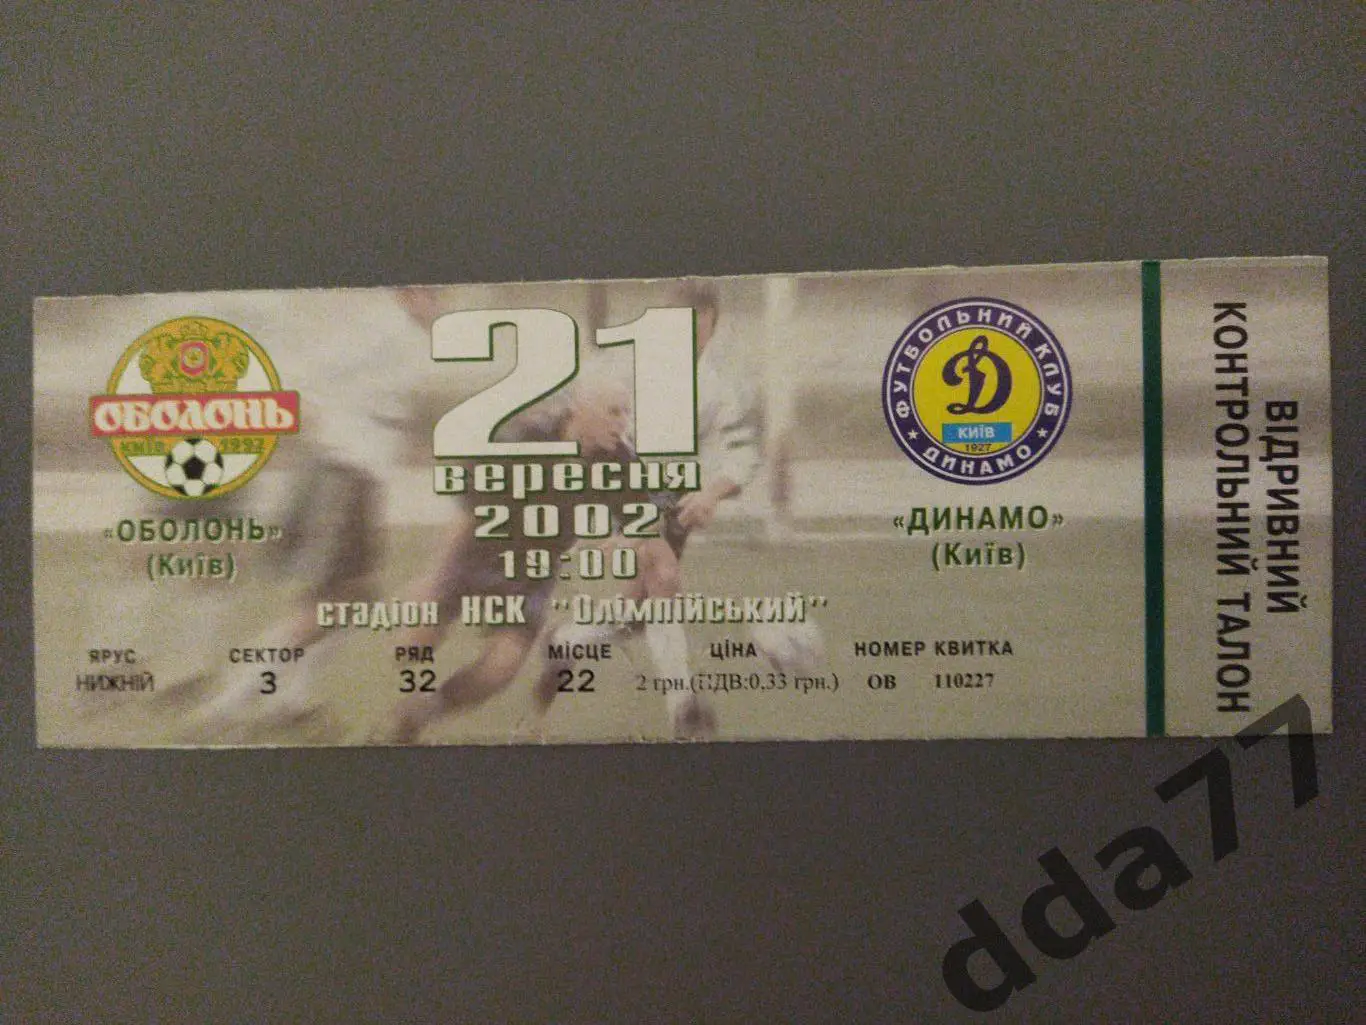 ОБОЛОНЬ
КИЇВ 1992
«ОБОЛОНЬ»
(Київ)
21
вересня
2002
19:00
стадіон НСК "Олімпійський"
ФУТБОЛЬНИЙ КЛУБ
Д
КИЇВ
1927
★ ДИНАМО ★
«ДИНАМО»
(Київ)
ЯРУС СЕКТОР РЯД МІСЦЕ ЦІНА НОМЕР КВИТКА
НИЖНІЙ 3 32 22 2 грн.(ПДВ:0,33 грн.) ОВ 110227
ВІДРИВНИЙ
КОНТРОЛЬНИЙ ТАЛОН
dda77